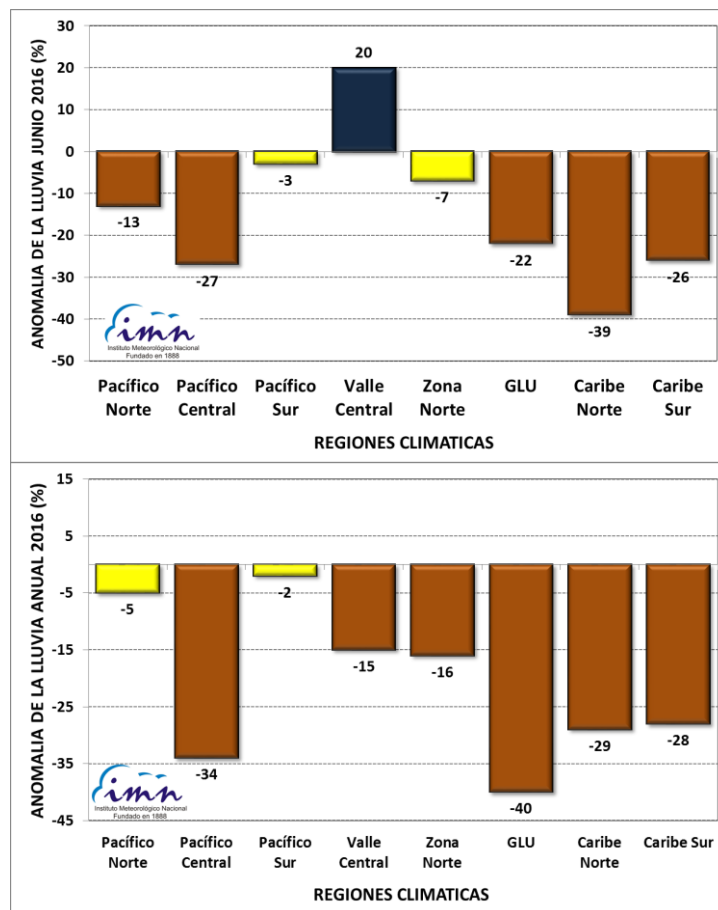 ANOMALIA DE LA LLUVIA JUNIO 2016 (%)
30
20
10
0
-10
-20
-30
-40
-50
20
-13
-27
-3
-7
-22
-39
-26
imn
Instituto Meteorológico Nacional
Fundado en 1888
Pacífico Norte
Pacífico Central
Pacífico Sur
Valle Central
Zona Norte
GLU
Caribe Norte
Caribe Sur
REGIONES CLIMATICAS
ANOMALIA DE LA LLUVIA ANUAL 2016 (%)
15
5
-5
-15
-25
-35
-45
-5
-34
-2
-15
-16
-40
-29
-28
imn
Instituto Meteorológico Nacional
Fundado en 1888
Pacífico Norte
Pacífico Central
Pacífico Sur
Valle Central
Zona Norte
GLU
Caribe Norte
Caribe Sur
REGIONES CLIMATICAS